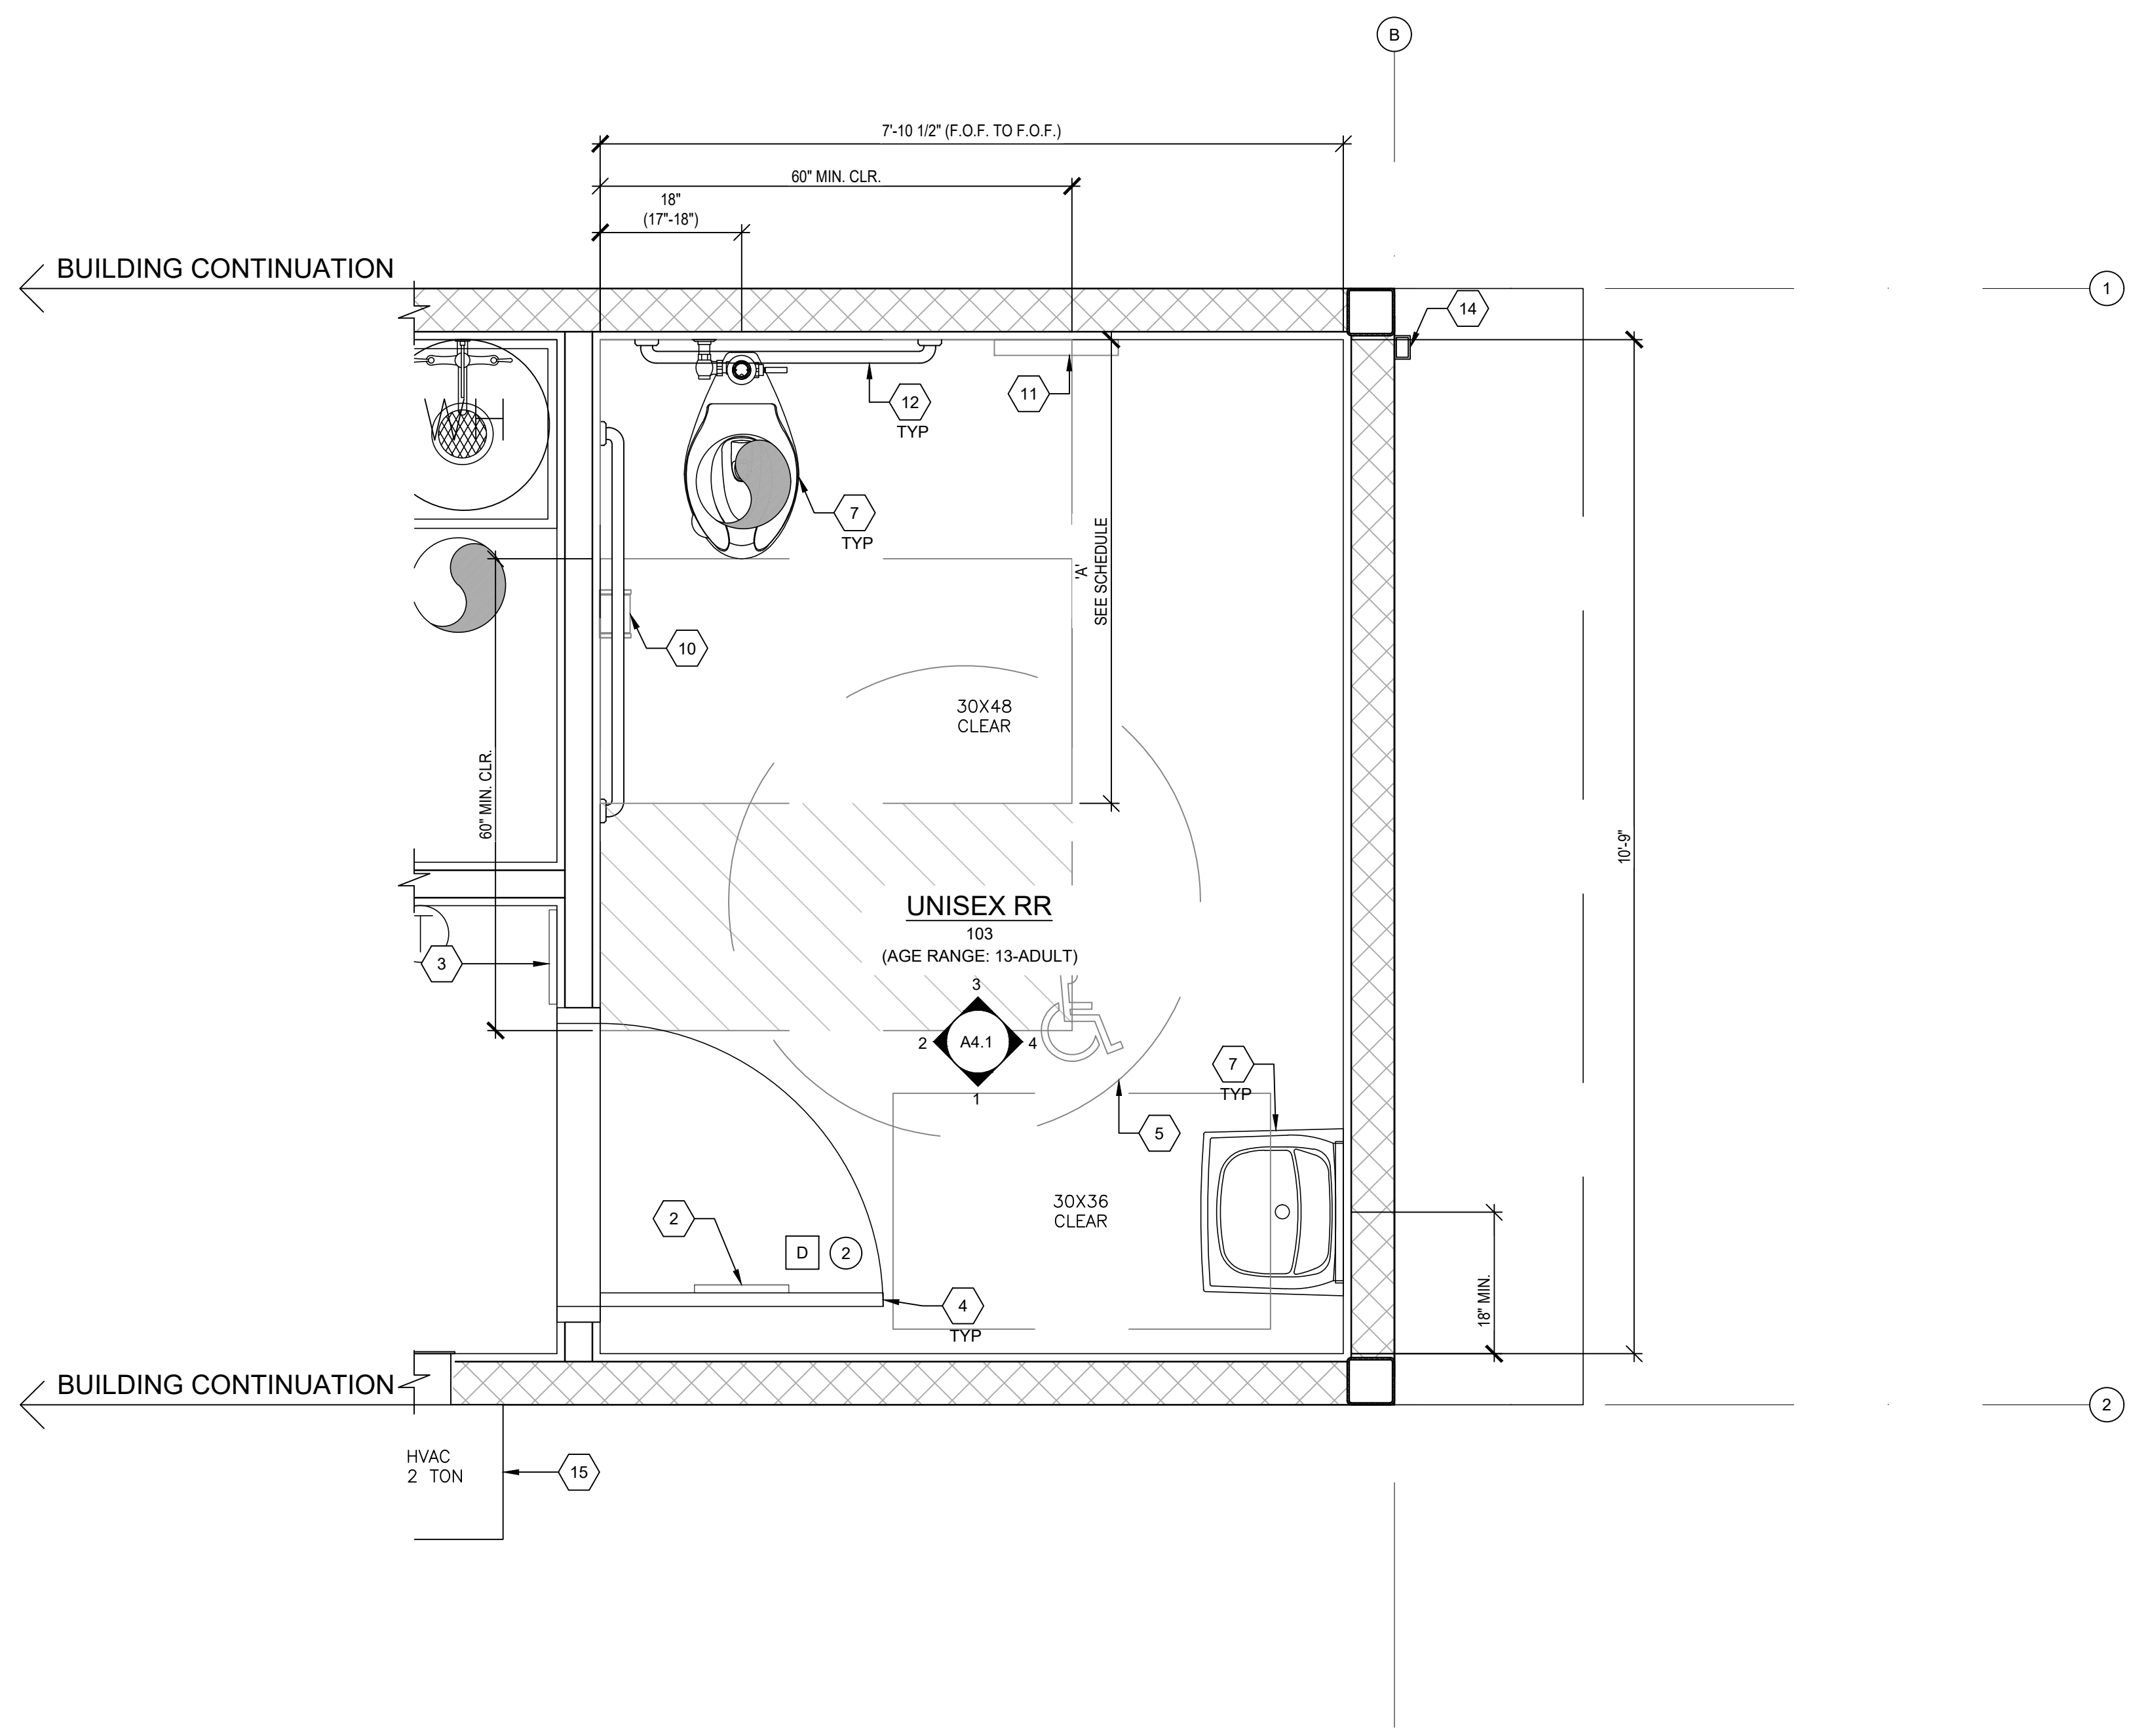 B
7'-10 1/2" (F.O.F. TO F.O.F.)
60" MIN. CLR.
18"
(17"-18")
BUILDING CONTINUATION
1
14
11
12
TYP
WH
7
TYP
'A'
SEE SCHEDULE
10
30X48
CLEAR
60" MIN. CLR.
10'-9"
UNISEX RR
103
(AGE RANGE: 13-ADULT)
3
3
2
A4.1
4
1
7
TYP
5
30X36
CLEAR
2
D
2
4
TYP
18" MIN.
BUILDING CONTINUATION
2
HVAC
2 TON
15